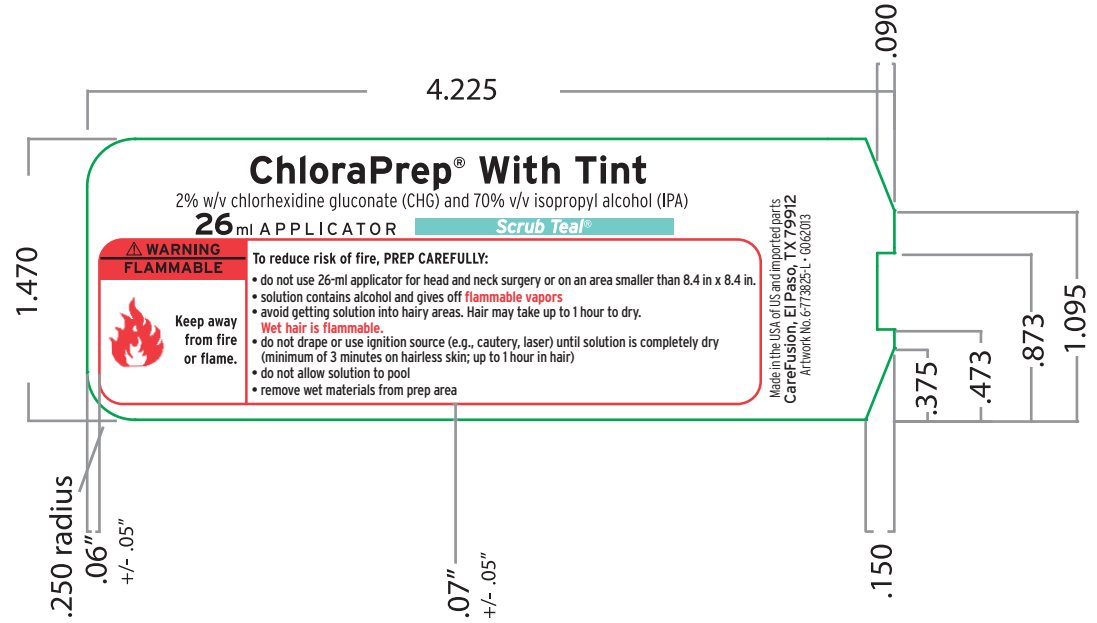 .090
4.225
ChloraPrep® With Tint
2% w/v chlorhexidine gluconate (CHG) and 70% v/v isopropyl alcohol (IPA)
26 ml APPLICATOR
Scrub Teal®
⚠ WARNING
FLAMMABLE
Keep away
from fire
or flame.
To reduce risk of fire, PREP CAREFULLY:
• do not use 26-ml applicator for head and neck surgery or on an area smaller than 8.4 in x 8.4 in.
• solution contains alcohol and gives off flammable vapors
• avoid getting solution into hairy areas. Hair may take up to 1 hour to dry.
Wet hair is flammable.
• do not drape or use ignition source (e.g., cautery, laser) until solution is completely dry
(minimum of 3 minutes on hairless skin; up to 1 hour in hair)
• do not allow solution to pool
• remove wet materials from prep area
Made in the USA of US and imported parts
CareFusion, El Paso, TX 79912
Artwork No. 6-773825-L • G062013
1.470
.375
.473
.873
1.095
.250 radius
.06”
+/- .05”
.07”
+/- .05”
.150